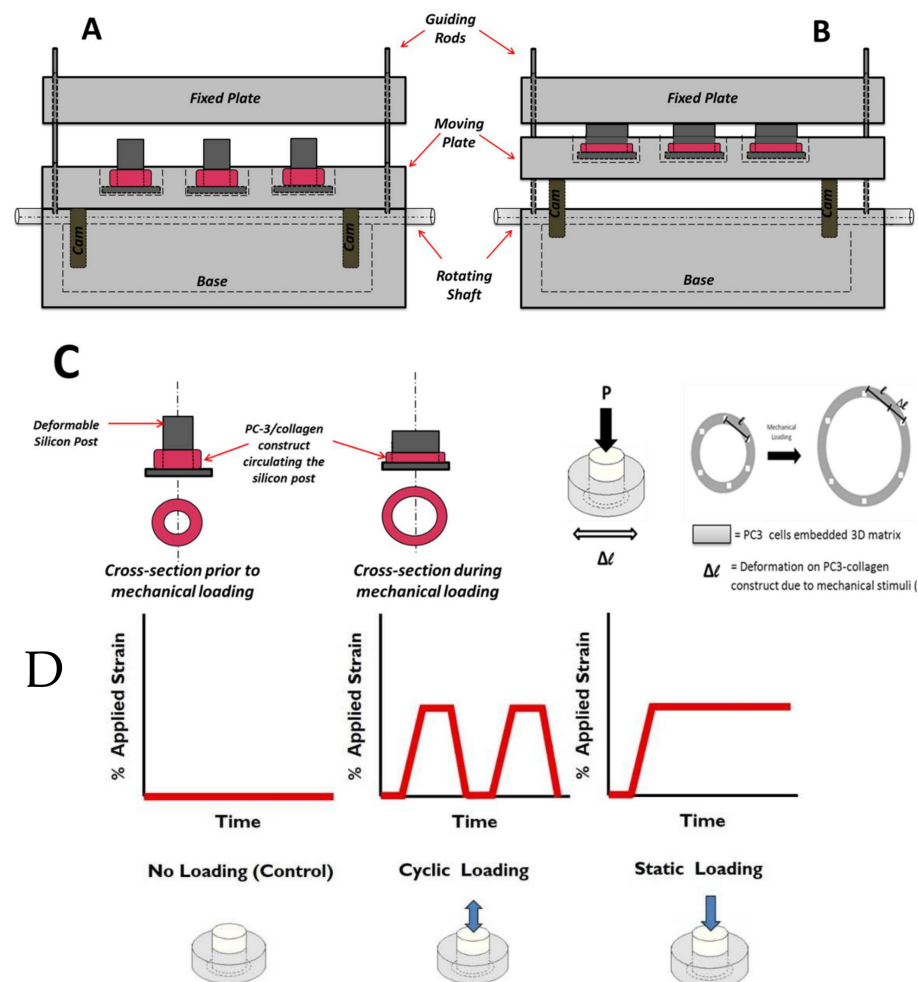 A
Guiding
Rods
B
Fixed Plate
Fixed Plate
Moving
Plate
Cam
Cam
Cam
Cam
Base
Rotating
Shaft
Base
C
Deformable
Silicon Post
PC-3/collagen
construct
circulating the
silicon post
Cross-section prior to
mechanical loading
Cross-section during
mechanical loading
P
Δℓ
ℓ
Mechanical
Loading
ℓ
Δℓ
= PC3 cells embedded 3D matrix
Δℓ = Deformation on PC3-collagen
construct due to mechanical stimuli (
D
% Applied Strain
Time
No Loading (Control)
% Applied Strain
Time
Cyclic Loading
% Applied Strain
Time
Static Loading